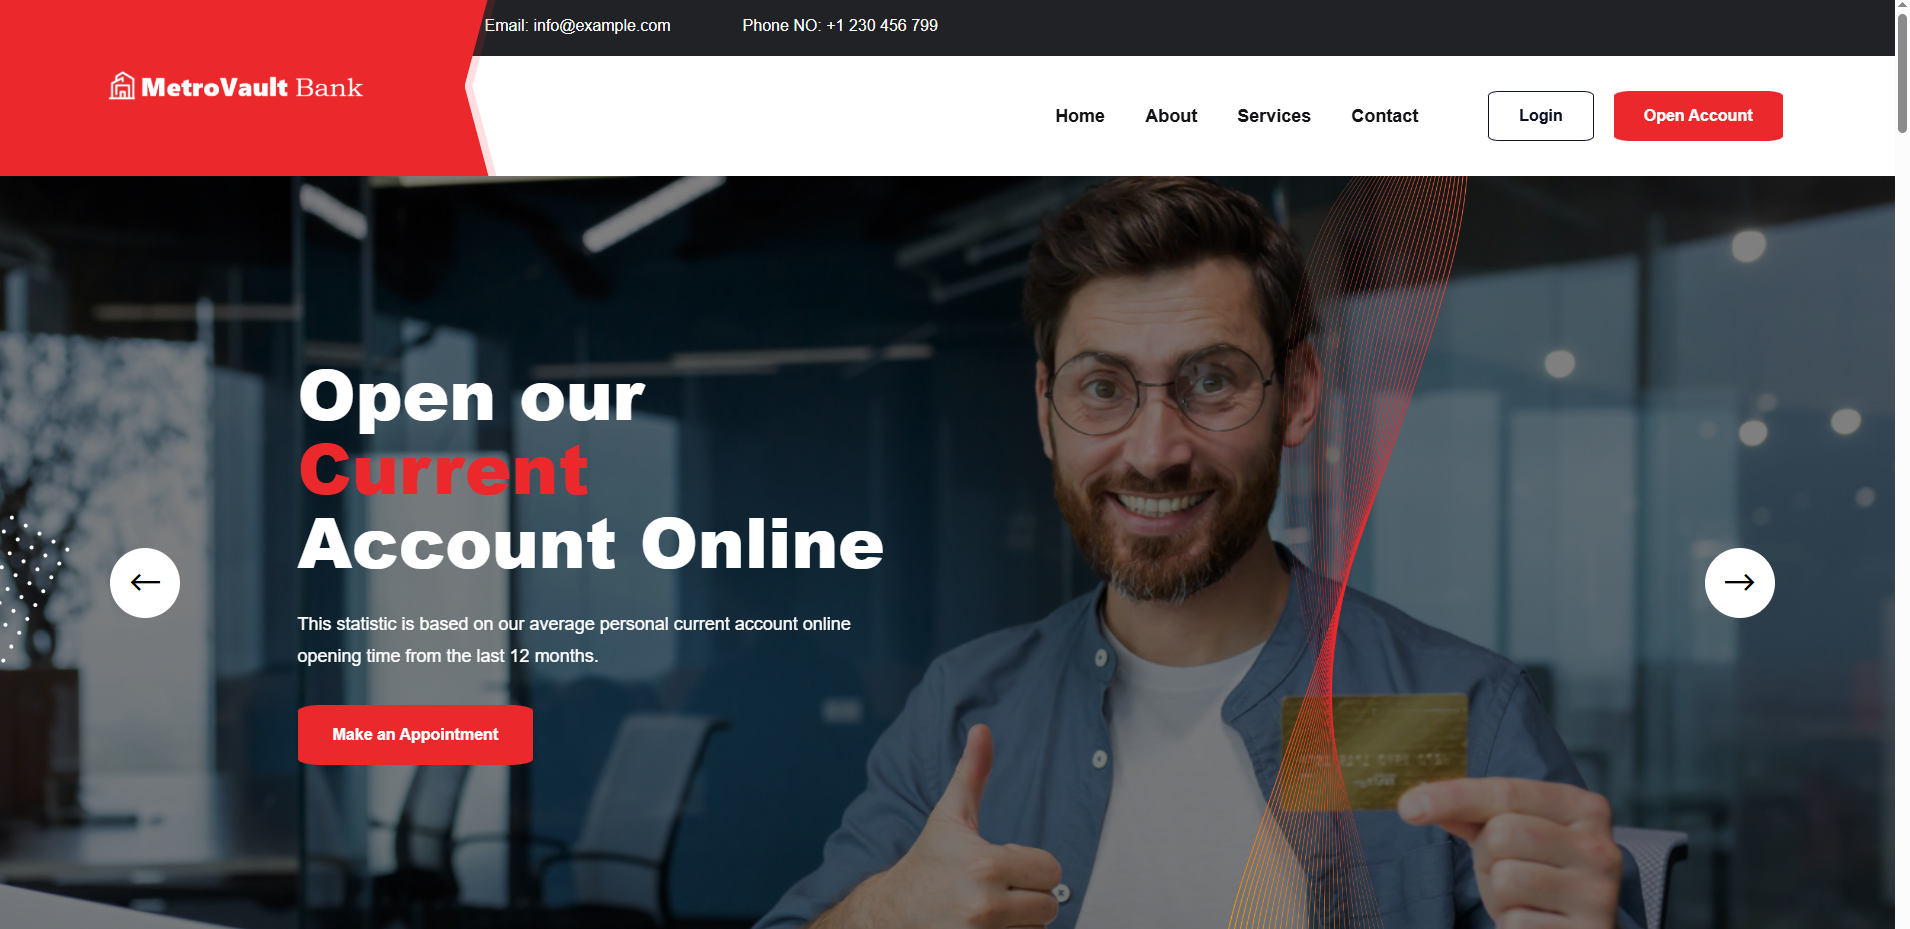 Email: info@example.com
Phone NO: +1 230 456 799
MetroVault Bank
Home
About
Services
Contact
Login
Open Account
Open our
Current
Account Online
This statistic is based on our average personal current account online
opening time from the last 12 months.
Make an Appointment